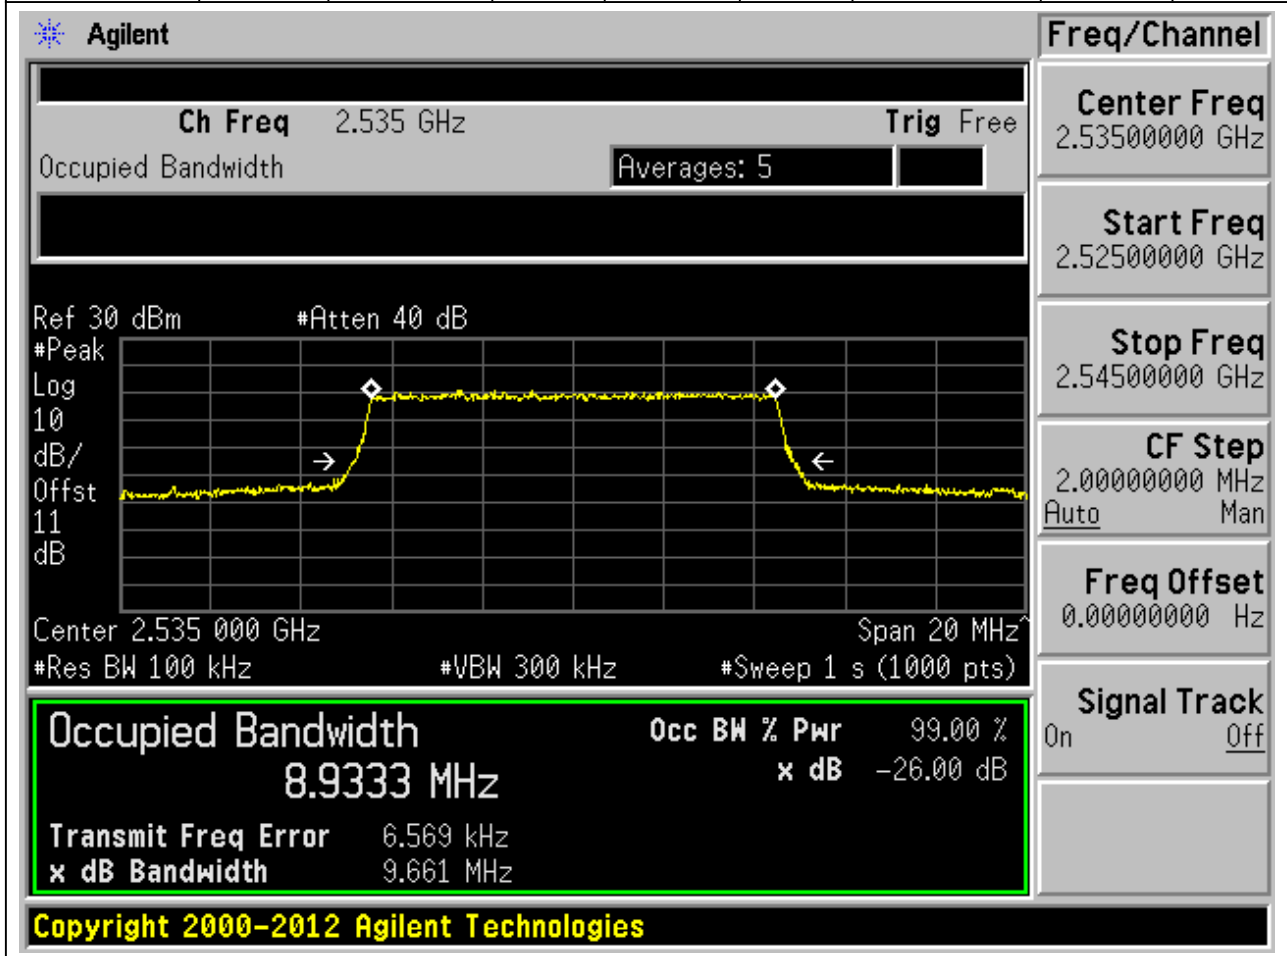 Agilent
Freq/Channel
Ch Freq 2.535 GHz Trig Free
Occupied Bandwidth Averages: 5
Center Freq
2.53500000 GHz
Start Freq
2.52500000 GHz
Stop Freq
2.54500000 GHz
CF Step
2.00000000 MHz
Auto Man
Freq Offset
0.00000000 Hz
Signal Track
On Off
Ref 30 dBm #Atten 40 dB
#Peak
Log
10
dB/
Offst
11
dB
Center 2.535 000 GHz Span 20 MHz^
#Res BW 100 kHz #VBW 300 kHz #Sweep 1 s (1000 pts)
Occupied Bandwidth
8.9333 MHz
Occ BW % Pwr 99.00 %
x dB -26.00 dB
Transmit Freq Error 6.569 kHz
x dB Bandwidth 9.661 MHz
Copyright 2000-2012 Agilent Technologies